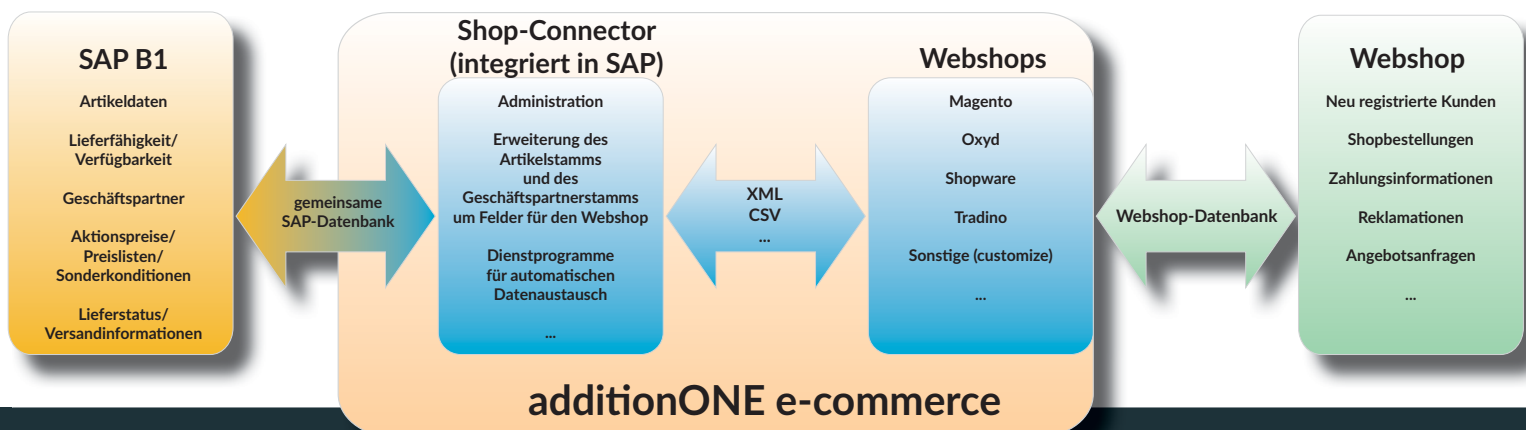 SAP B1
Artikeldaten
Lieferfähigkeit/
Verfügbarkeit
Geschäftspartner
Aktionspreise/
Preislisten/
Sonderkonditionen
Lieferstatus/
Versandinformationen
gemeinsame
SAP-Datenbank
Shop-Connector
(integriert in SAP)
Administration
Erweiterung des
Artikelstamms
und des
Geschäftspartnerstamms
um Felder für den Webshop
Dienstprogramme
für automatischen
Datenaustausch
...
XML
CSV
...
Webshops
Magento
Oxyd
Shopware
Tradino
Sonstige (customize)
...
Webshop-Datenbank
Webshop
Neu registrierte Kunden
Shopbestellungen
Zahlungsinformationen
Reklamationen
Angebotsanfragen
...
additionONE e-commerce